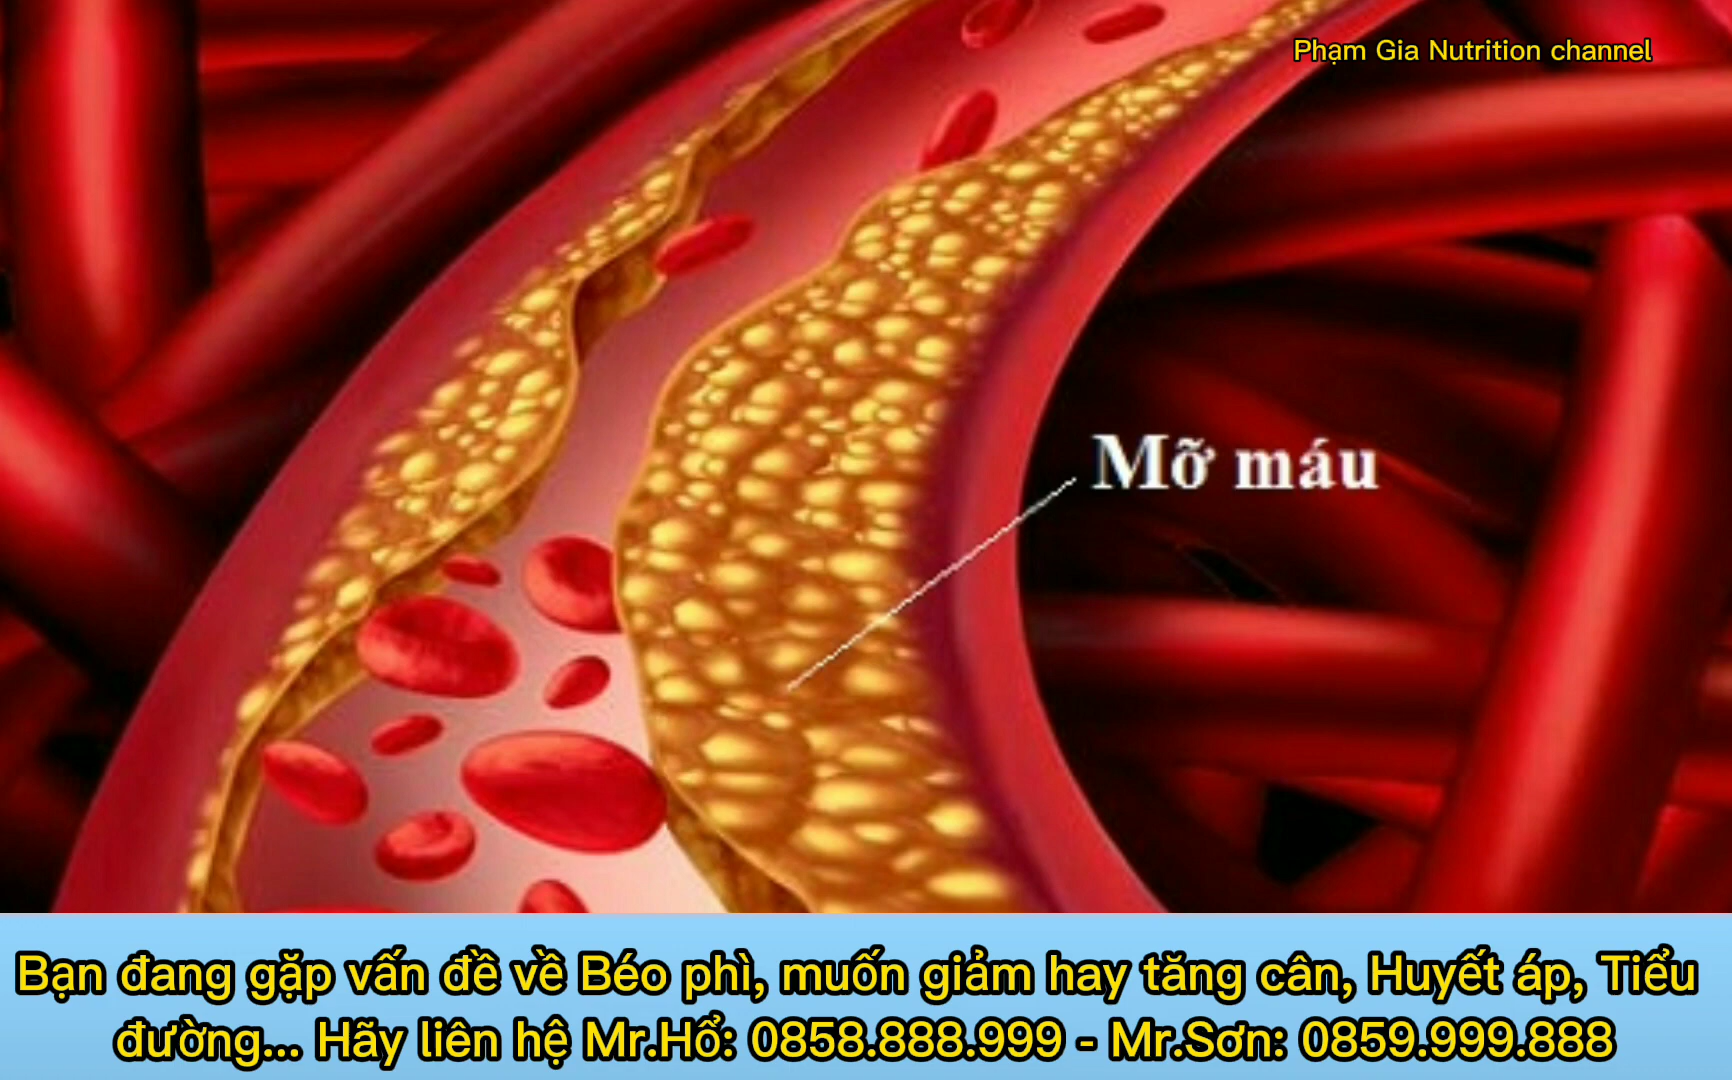 Phạm Gia Nutrition channel
Mỡ máu
Bạn đang gặp vấn đề về Béo phì, muốn giảm hay tăng cân, Huyết áp, Tiểu
đường... Hãy liên hệ Mr.Hổ: 0858.888.999 - Mr.Sơn: 0859.999.888